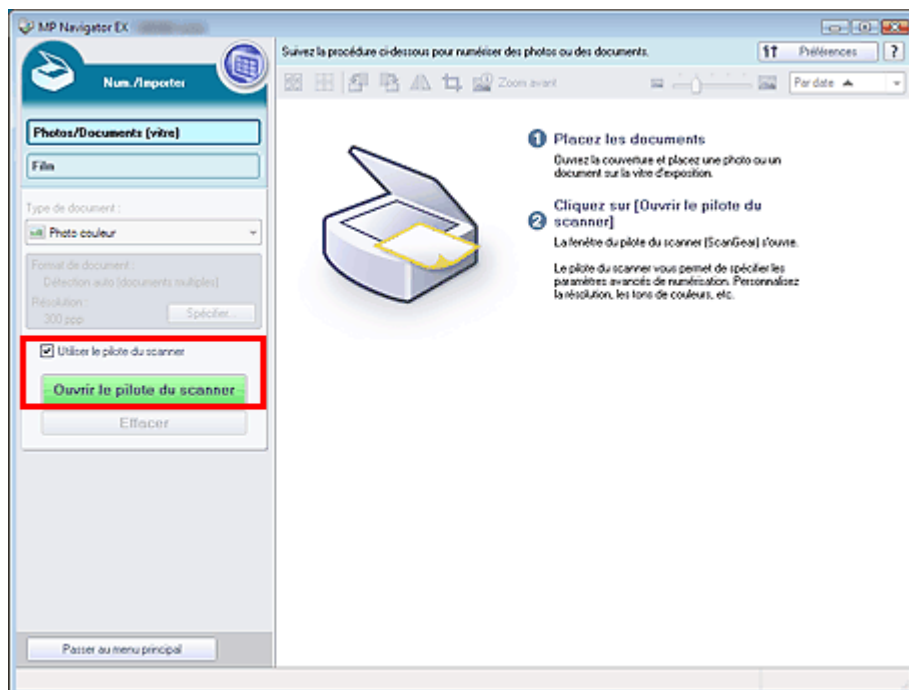 MP Navigator EX
Num./Importer
Photos/Documents (vitre)
Film
Type de document :
Photo couleur
Format de document :
Détection auto (documents multiples)
Résolution :
300 ppp
Spécifier...
Utiliser le pilote du scanner
Ouvrir le pilote du scanner
Effacer
Passer au menu principal
Suivez la procédure ci-dessous pour numériser des photos ou des documents.
Préférences
?
Zoom avant
Par date
1 Placez les documents
Ouvrez la couverture et placez une photo ou un
document sur la vitre d'exposition.
2 Cliquez sur [Ouvrir le pilote du
scanner]
La fenêtre du pilote du scanner (ScanGear) s'ouvre.
Le pilote du scanner vous permet de spécifier les
paramètres avancés de numérisation. Personnalisez
la résolution, les tons de couleurs, etc.